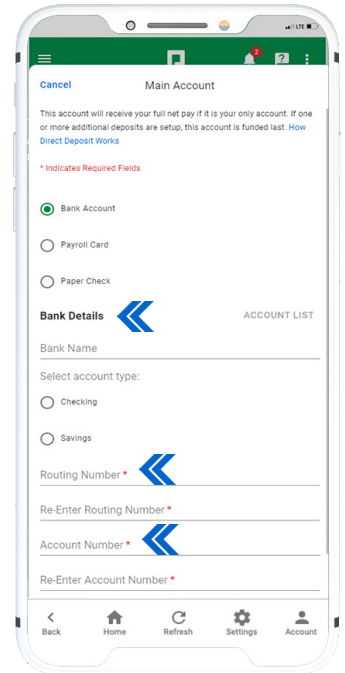 LTE
2
?
Cancel
Main Account
This account will receive your full net pay if it is your only account. If one
or more additional deposits are setup, this account is funded last. How
Direct Deposit Works
* Indicates Required Fields
Bank Account
Payroll Card
Paper Check
Bank Details
ACCOUNT LIST
Bank Name
Select account type:
Checking
Savings
Routing Number *
Re-Enter Routing Number *
Account Number *
Re-Enter Account Number *
Back Home Refresh Settings Account